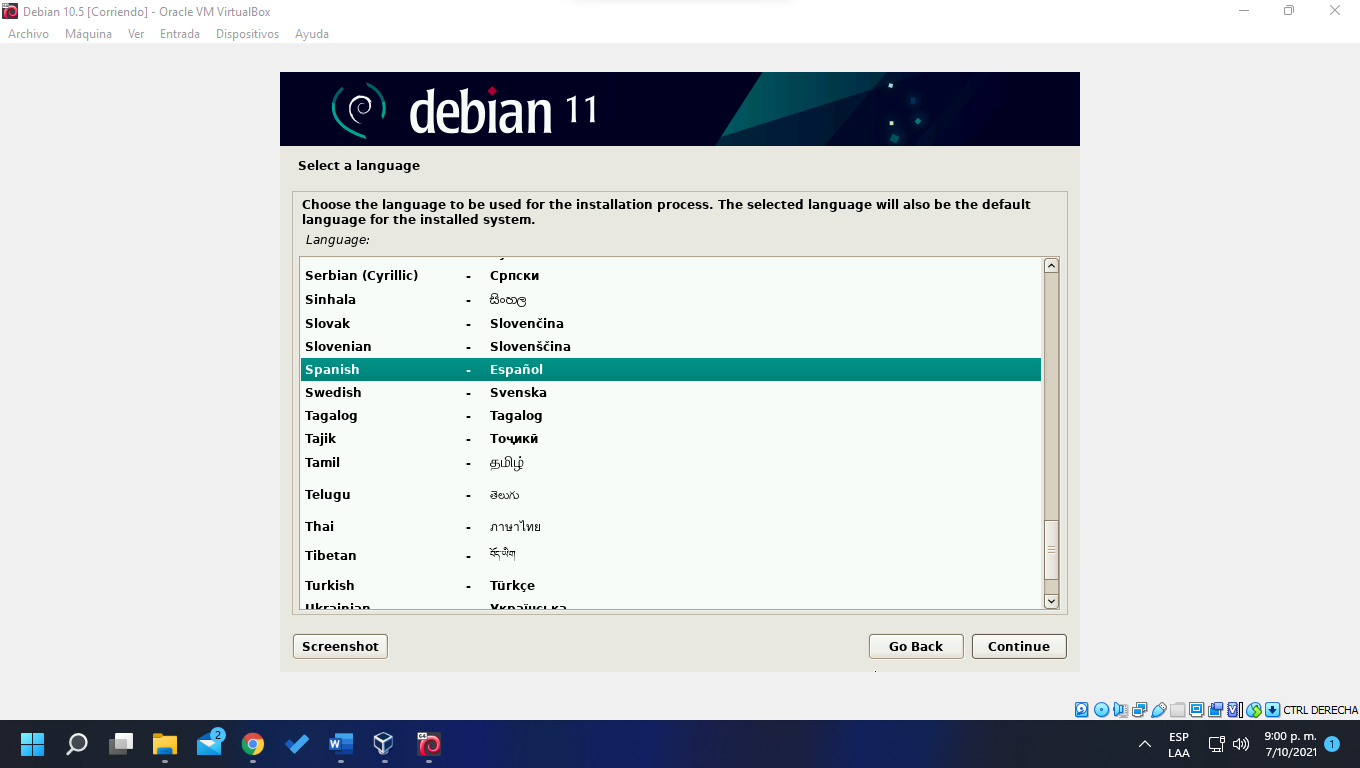 Debian 10.5 [Corriendo] - Oracle VM VirtualBox
Archivo Máquina Ver Entrada Dispositivos Ayuda
debian 11
Select a language
Choose the language to be used for the installation process. The selected language will also be the default
language for the installed system.
Language:
Serbian (Cyrillic) - Српски
Sinhala - සිංහල
Slovak - Slovenčina
Slovenian - Slovenščina
Spanish - Español
Swedish - Svenska
Tagalog - Tagalog
Tajik - Тоҷикӣ
Tamil - தமிழ்
Telugu - తెలుగు
Thai - ภาษาไทย
Tibetan - བོད་ཡིག
Turkish - Türkçe
Ukrainian Українська
Screenshot Go Back Continue
CTRL DERECHA
2
64
ESP
LAA
9:00 p. m.
7/10/2021
1